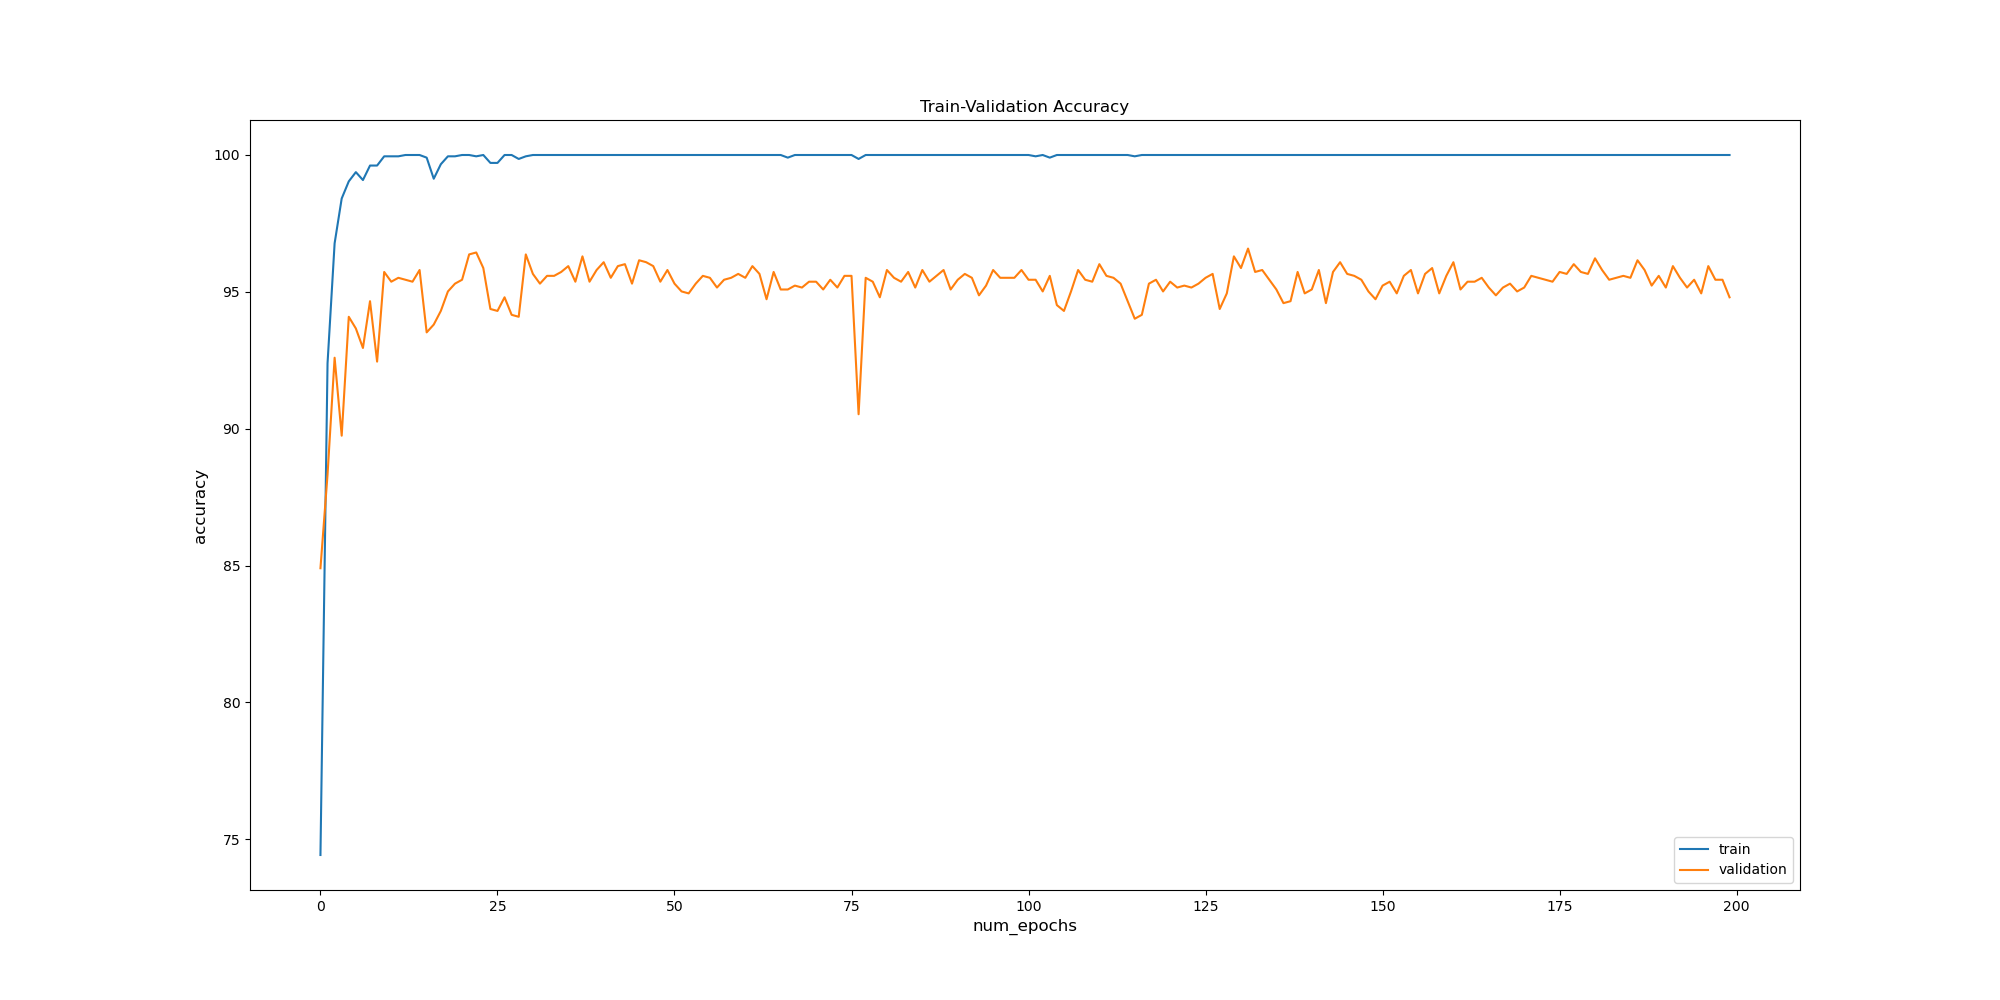 Train-Validation Accuracy
100
95
90
85
80
75
accuracy
0 25 50 75 100 125 150 175 200
num_epochs
train
validation